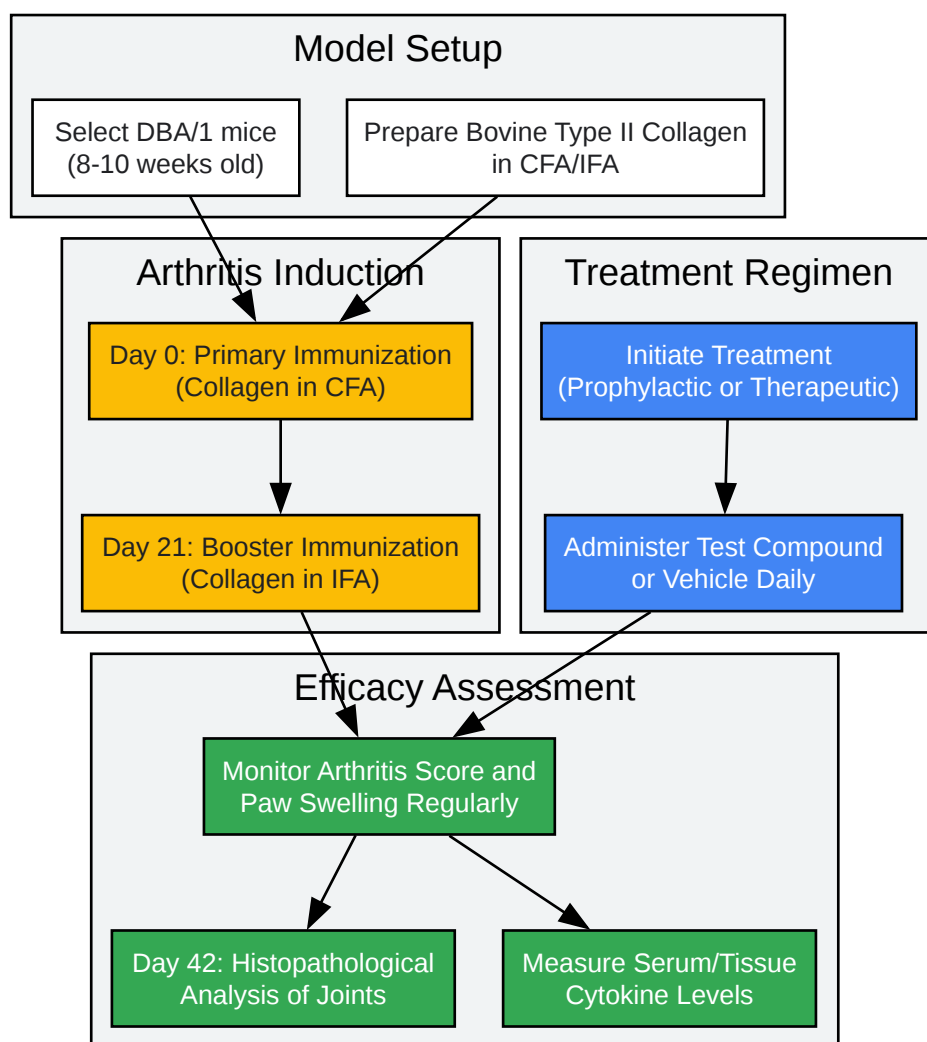 Model Setup
Select DBA/1 mice
(8-10 weeks old)
Prepare Bovine Type II Collagen
in CFA/IFA
Arthritis Induction
Day 0: Primary Immunization
(Collagen in CFA)
Day 21: Booster Immunization
(Collagen in IFA)
Treatment Regimen
Initiate Treatment
(Prophylactic or Therapeutic)
Administer Test Compound
or Vehicle Daily
Efficacy Assessment
Monitor Arthritis Score and
Paw Swelling Regularly
Day 42: Histopathological
Analysis of Joints
Measure Serum/Tissue
Cytokine Levels